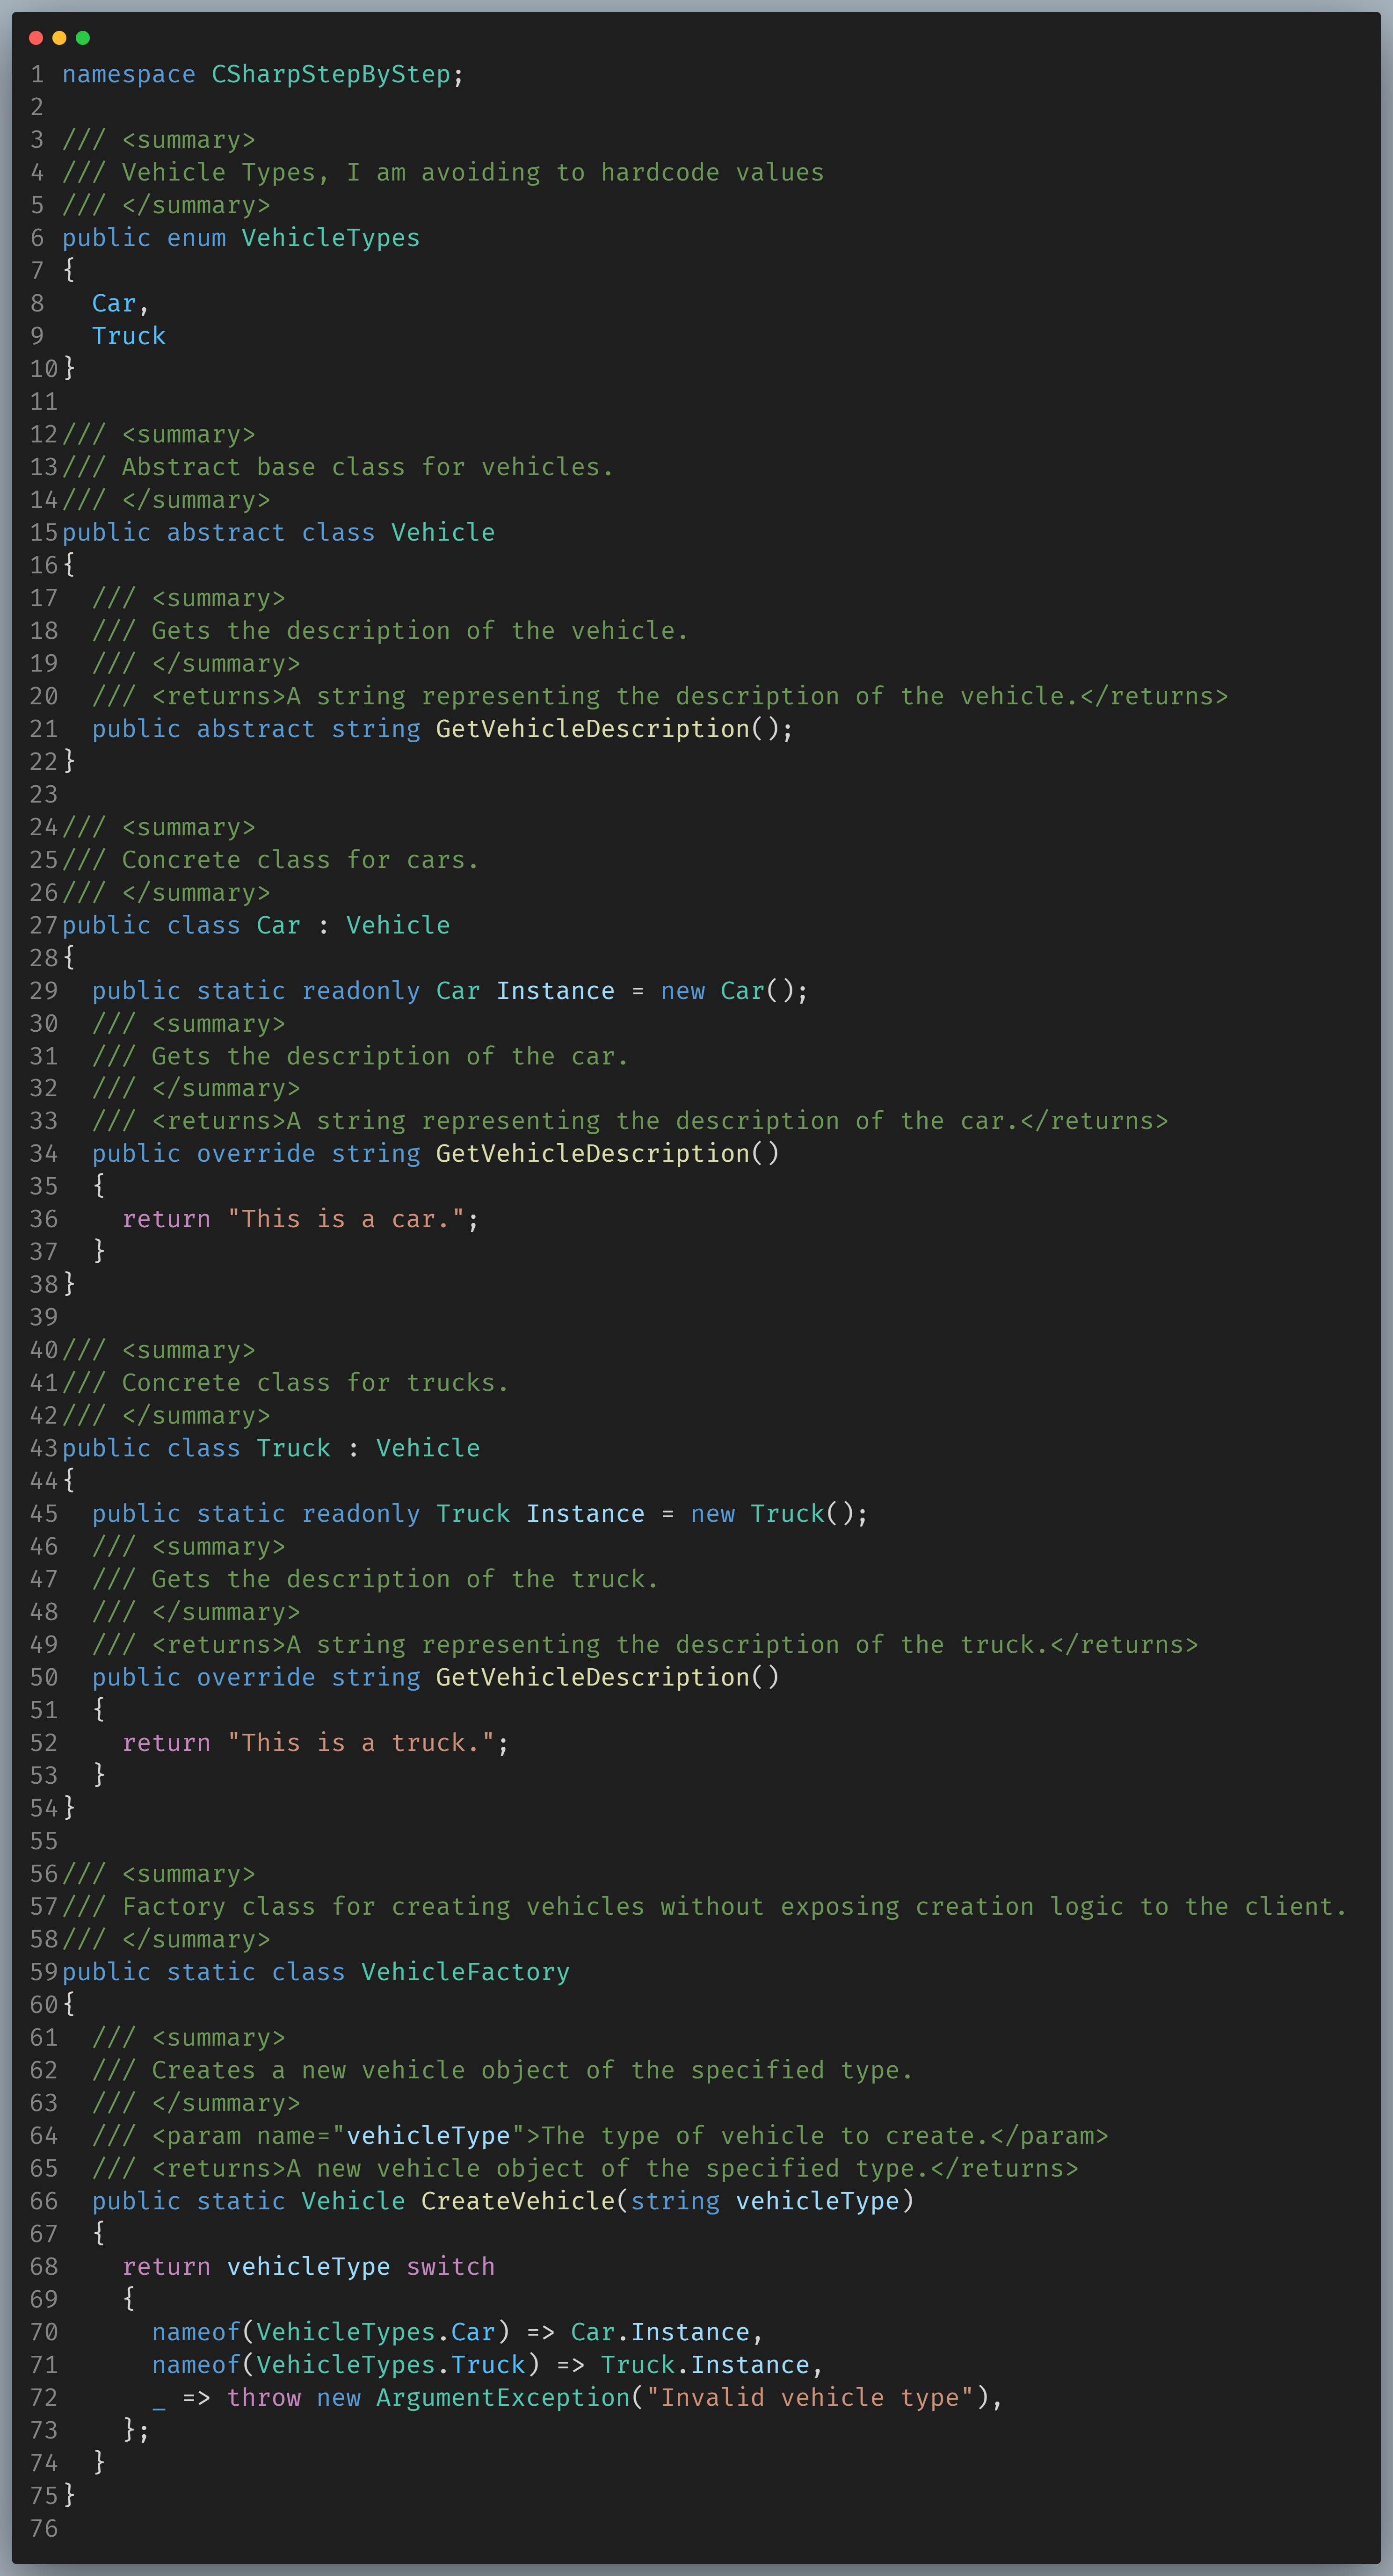 1 namespace CSharpStepByStep;
2
3 /// <summary>
4 /// Vehicle Types, I am avoiding to hardcode values
5 /// </summary>
6 public enum VehicleTypes
7 {
8   Car,
9   Truck
10 }
11
12 /// <summary>
13 /// Abstract base class for vehicles.
14 /// </summary>
15 public abstract class Vehicle
16 {
17   /// <summary>
18   /// Gets the description of the vehicle.
19   /// </summary>
20   /// <returns>A string representing the description of the vehicle.</returns>
21   public abstract string GetVehicleDescription();
22 }
23
24 /// <summary>
25 /// Concrete class for cars.
26 /// </summary>
27 public class Car : Vehicle
28 {
29   public static readonly Car Instance = new Car();
30   /// <summary>
31   /// Gets the description of the car.
32   /// </summary>
33   /// <returns>A string representing the description of the car.</returns>
34   public override string GetVehicleDescription()
35   {
36     return "This is a car.";
37   }
38 }
39
40 /// <summary>
41 /// Concrete class for trucks.
42 /// </summary>
43 public class Truck : Vehicle
44 {
45   public static readonly Truck Instance = new Truck();
46   /// <summary>
47   /// Gets the description of the truck.
48   /// </summary>
49   /// <returns>A string representing the description of the truck.</returns>
50   public override string GetVehicleDescription()
51   {
52     return "This is a truck.";
53   }
54 }
55
56 /// <summary>
57 /// Factory class for creating vehicles without exposing creation logic to the client.
58 /// </summary>
59 public static class VehicleFactory
60 {
61   /// <summary>
62   /// Creates a new vehicle object of the specified type.
63   /// </summary>
64   /// <param name="vehicleType">The type of vehicle to create.</param>
65   /// <returns>A new vehicle object of the specified type.</returns>
66   public static Vehicle CreateVehicle(string vehicleType)
67   {
68     return vehicleType switch
69     {
70       nameof(VehicleTypes.Car) => Car.Instance,
71       nameof(VehicleTypes.Truck) => Truck.Instance,
72       _ => throw new ArgumentException("Invalid vehicle type"),
73     };
74   }
75 }
76